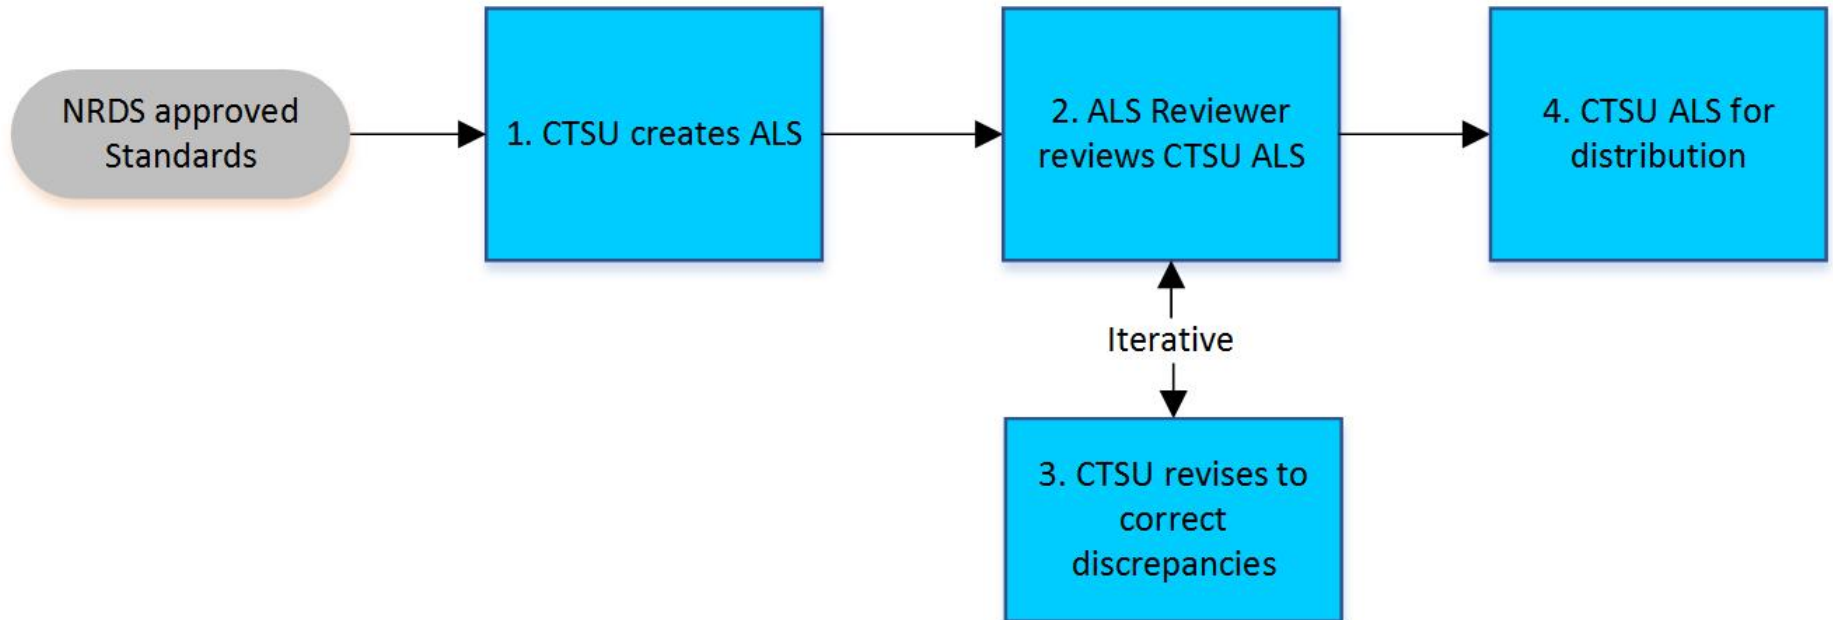 NRDS approved
Standards
1. CTSU creates ALS
2. ALS Reviewer
reviews CTSU ALS
4. CTSU ALS for
distribution
Iterative
3. CTSU revises to
correct
discrepancies